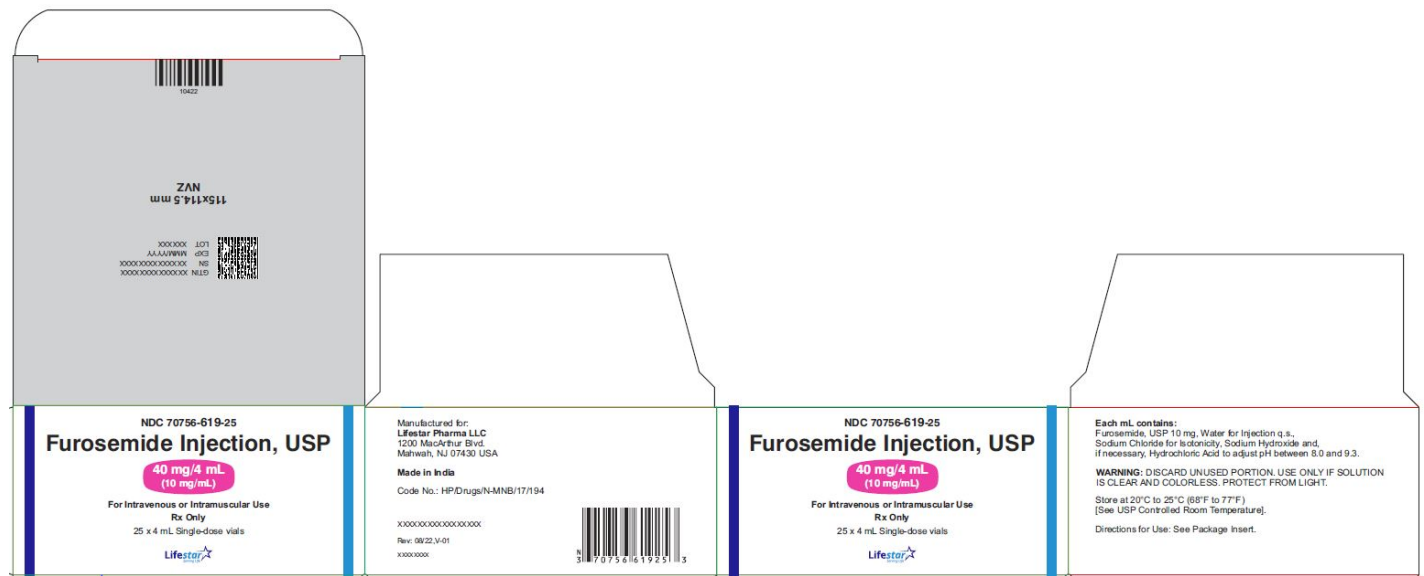 10422
115x114.5 mm
NVZ
GTIN XXXXXXXXXXXXXX
SN XXXXXXXXXXXXXX
EXP MMM/YYYY
LOT XXXXXX
NDC 70756-619-25
Furosemide Injection, USP
40 mg/4 mL
(10 mg/mL)
For Intravenous or Intramuscular Use
Rx Only
25 x 4 mL Single-dose vials
Lifestar
Manufactured for:
Lifestar Pharma LLC
1200 MacArthur Blvd.
Mahwah, NJ 07430 USA
Made in India
Code No.: HP/Drugs/N-MNB/17/194
XXXXXXXXXXXXXXXXX
Rev: 08/22,V-01
XXXXXXXX
N
3 70756 61925 3
NDC 70756-619-25
Furosemide Injection, USP
40 mg/4 mL
(10 mg/mL)
For Intravenous or Intramuscular Use
Rx Only
25 x 4 mL Single-dose vials
Lifestar
Each mL contains:
Furosemide, USP 10 mg, Water for Injection q.s.,
Sodium Chloride for Isotonicity, Sodium Hydroxide and,
if necessary, Hydrochloric Acid to adjust pH between 8.0 and 9.3.
WARNING: DISCARD UNUSED PORTION. USE ONLY IF SOLUTION
IS CLEAR AND COLORLESS. PROTECT FROM LIGHT.
Store at 20°C to 25°C (68°F to 77°F)
[See USP Controlled Room Temperature].
Directions for Use: See Package Insert.